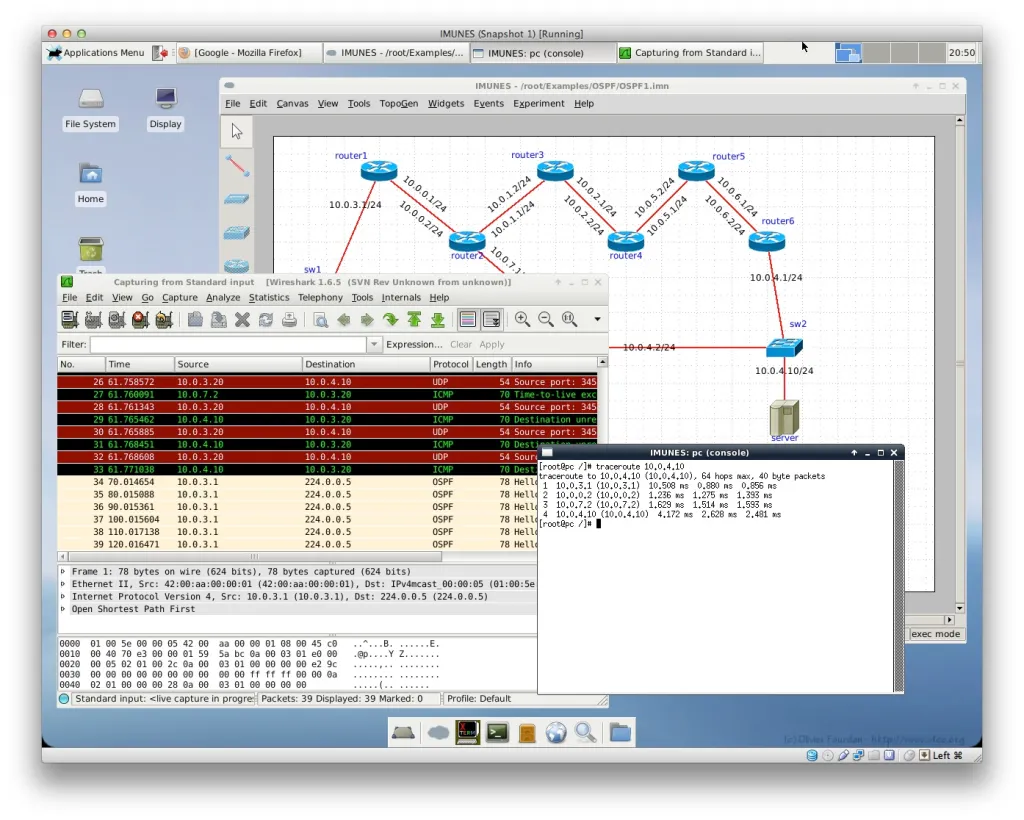 IMUNES (Snapshot 1) [Running]
Applications Menu [Google - Mozilla Firefox] IMUNES - /root/Examples/... IMUNES: pc (console) Capturing from Standard i... 20:50
File System
Display
Home
IMUNES - /root/Examples/OSPF/OSPF1.imn
File Edit Canvas View Tools TopoGen Widgets Events Experiment Help
router1
router3
router5
10.0.0.1/24
10.0.1.2/24
10.0.2.1/24
10.0.5.2/24
10.0.6.1/24
10.0.3.1/24
10.0.0.2/24
10.0.1.1/24
10.0.2.2/24
10.0.5.1/24
10.0.6.2/24
router6
router2
router4
10.0.7.1
sw1
10.0.4.1/24
sw2
10.0.4.2/24
10.0.4.10/24
server
Capturing from Standard input [Wireshark 1.6.5 (SVN Rev Unknown from unknown)]
File Edit View Go Capture Analyze Statistics Telephony Tools Internals Help
Filter: Expression... Clear Apply
No. Time Source Destination Protocol Length Info
26 61.758572 10.0.3.20 10.0.4.10 UDP 54 Source port: 345
27 61.760091 10.0.7.2 10.0.3.20 ICMP 70 Time-to-live exc
28 61.761343 10.0.3.20 10.0.4.10 UDP 54 Source port: 345
29 61.765462 10.0.4.10 10.0.3.20 ICMP 70 Destination unre
30 61.765885 10.0.3.20 10.0.4.10 UDP 54 Source port: 345
31 61.768451 10.0.4.10 10.0.3.20 ICMP 70 Destination
32 61.768608 10.0.3.20 10.0.4.10 UDP 54 Sour
33 61.771038 10.0.4.10 10.0.3.20 ICMP 70 Dest
34 70.014654 10.0.3.1 224.0.0.5 OSPF 78 Hell
35 80.015088 10.0.3.1 224.0.0.5 OSPF 78 Hell
36 90.015361 10.0.3.1 224.0.0.5 OSPF 78 Hell
37 100.015604 10.0.3.1 224.0.0.5 OSPF 78 Hell
38 110.017138 10.0.3.1 224.0.0.5 OSPF 78 Hell
39 120.016471 10.0.3.1 224.0.0.5 OSPF 78 Hell
Frame 1: 78 bytes on wire (624 bits), 78 bytes captured (624 bits)
Ethernet II, Src: 42:00:aa:00:00:01 (42:00:aa:00:00:01), Dst: IPv4mcast_00:00:05 (01:00:5e
Internet Protocol Version 4, Src: 10.0.3.1 (10.0.3.1), Dst: 224.0.0.5 (224.0.0.5)
Open Shortest Path First
0000 01 00 5e 00 00 05 42 00 aa 00 00 01 08 00 45 c0 ..^...B. ......E.
0010 00 40 70 e3 00 00 01 59 5a bc 0a 00 03 01 e0 00 .@p....Y Z.......
0020 00 05 02 01 00 2c 0a 00 03 01 00 00 00 00 e2 9c .....,.. ........
0030 00 00 00 00 00 00 00 00 00 00 ff ff ff 00 00 0a ........ ........
0040 02 01 00 00 00 28 0a 00 03 01 00 00 00 00 .....(.. ......
Standard input: <live capture in progre Packets: 39 Displayed: 39 Marked: 0 Profile: Default
IMUNES: pc (console)
[root@pc /]# traceroute 10.0.4.10
traceroute to 10.0.4.10 (10.0.4.10), 64 hops max, 40 byte packets
1 10.0.3.1 (10.0.3.1) 10.508 ms 0.880 ms 0.856 ms
2 10.0.0.2 (10.0.0.2) 1.236 ms 1.275 ms 1.393 ms
3 10.0.7.2 (10.0.7.2) 1.629 ms 1.514 ms 1.593 ms
4 10.0.4.10 (10.0.4.10) 4.172 ms 2.628 ms 2.481 ms
[root@pc /]#
exec mode
XTERM
Left ⌘